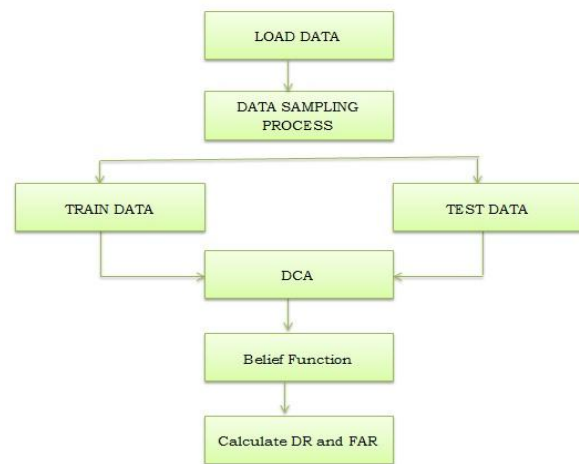 LOAD DATA
DATA SAMPLING
PROCESS
TRAIN DATA
TEST DATA
DCA
Belief Function
Calculate DR and FAR